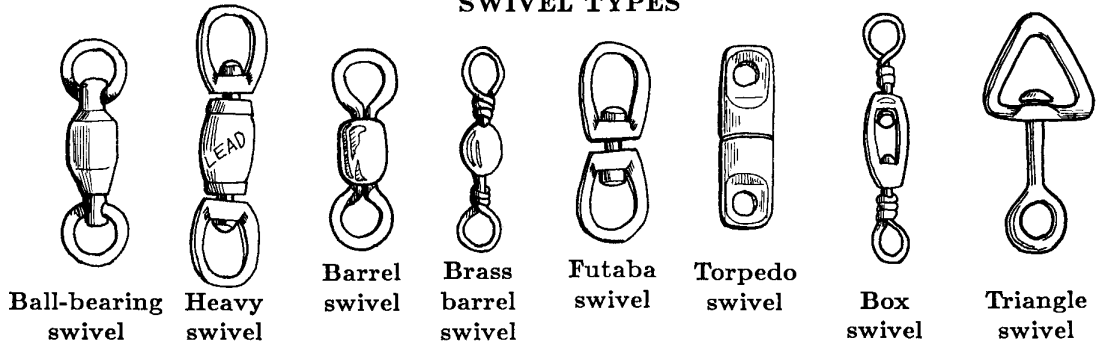 SWIVEL TYPES
LEAD
Ball-bearing
swivel
Heavy
swivel
Barrel
swivel
Brass
barrel
swivel
Futaba
swivel
Torpedo
swivel
Box
swivel
Triangle
swivel